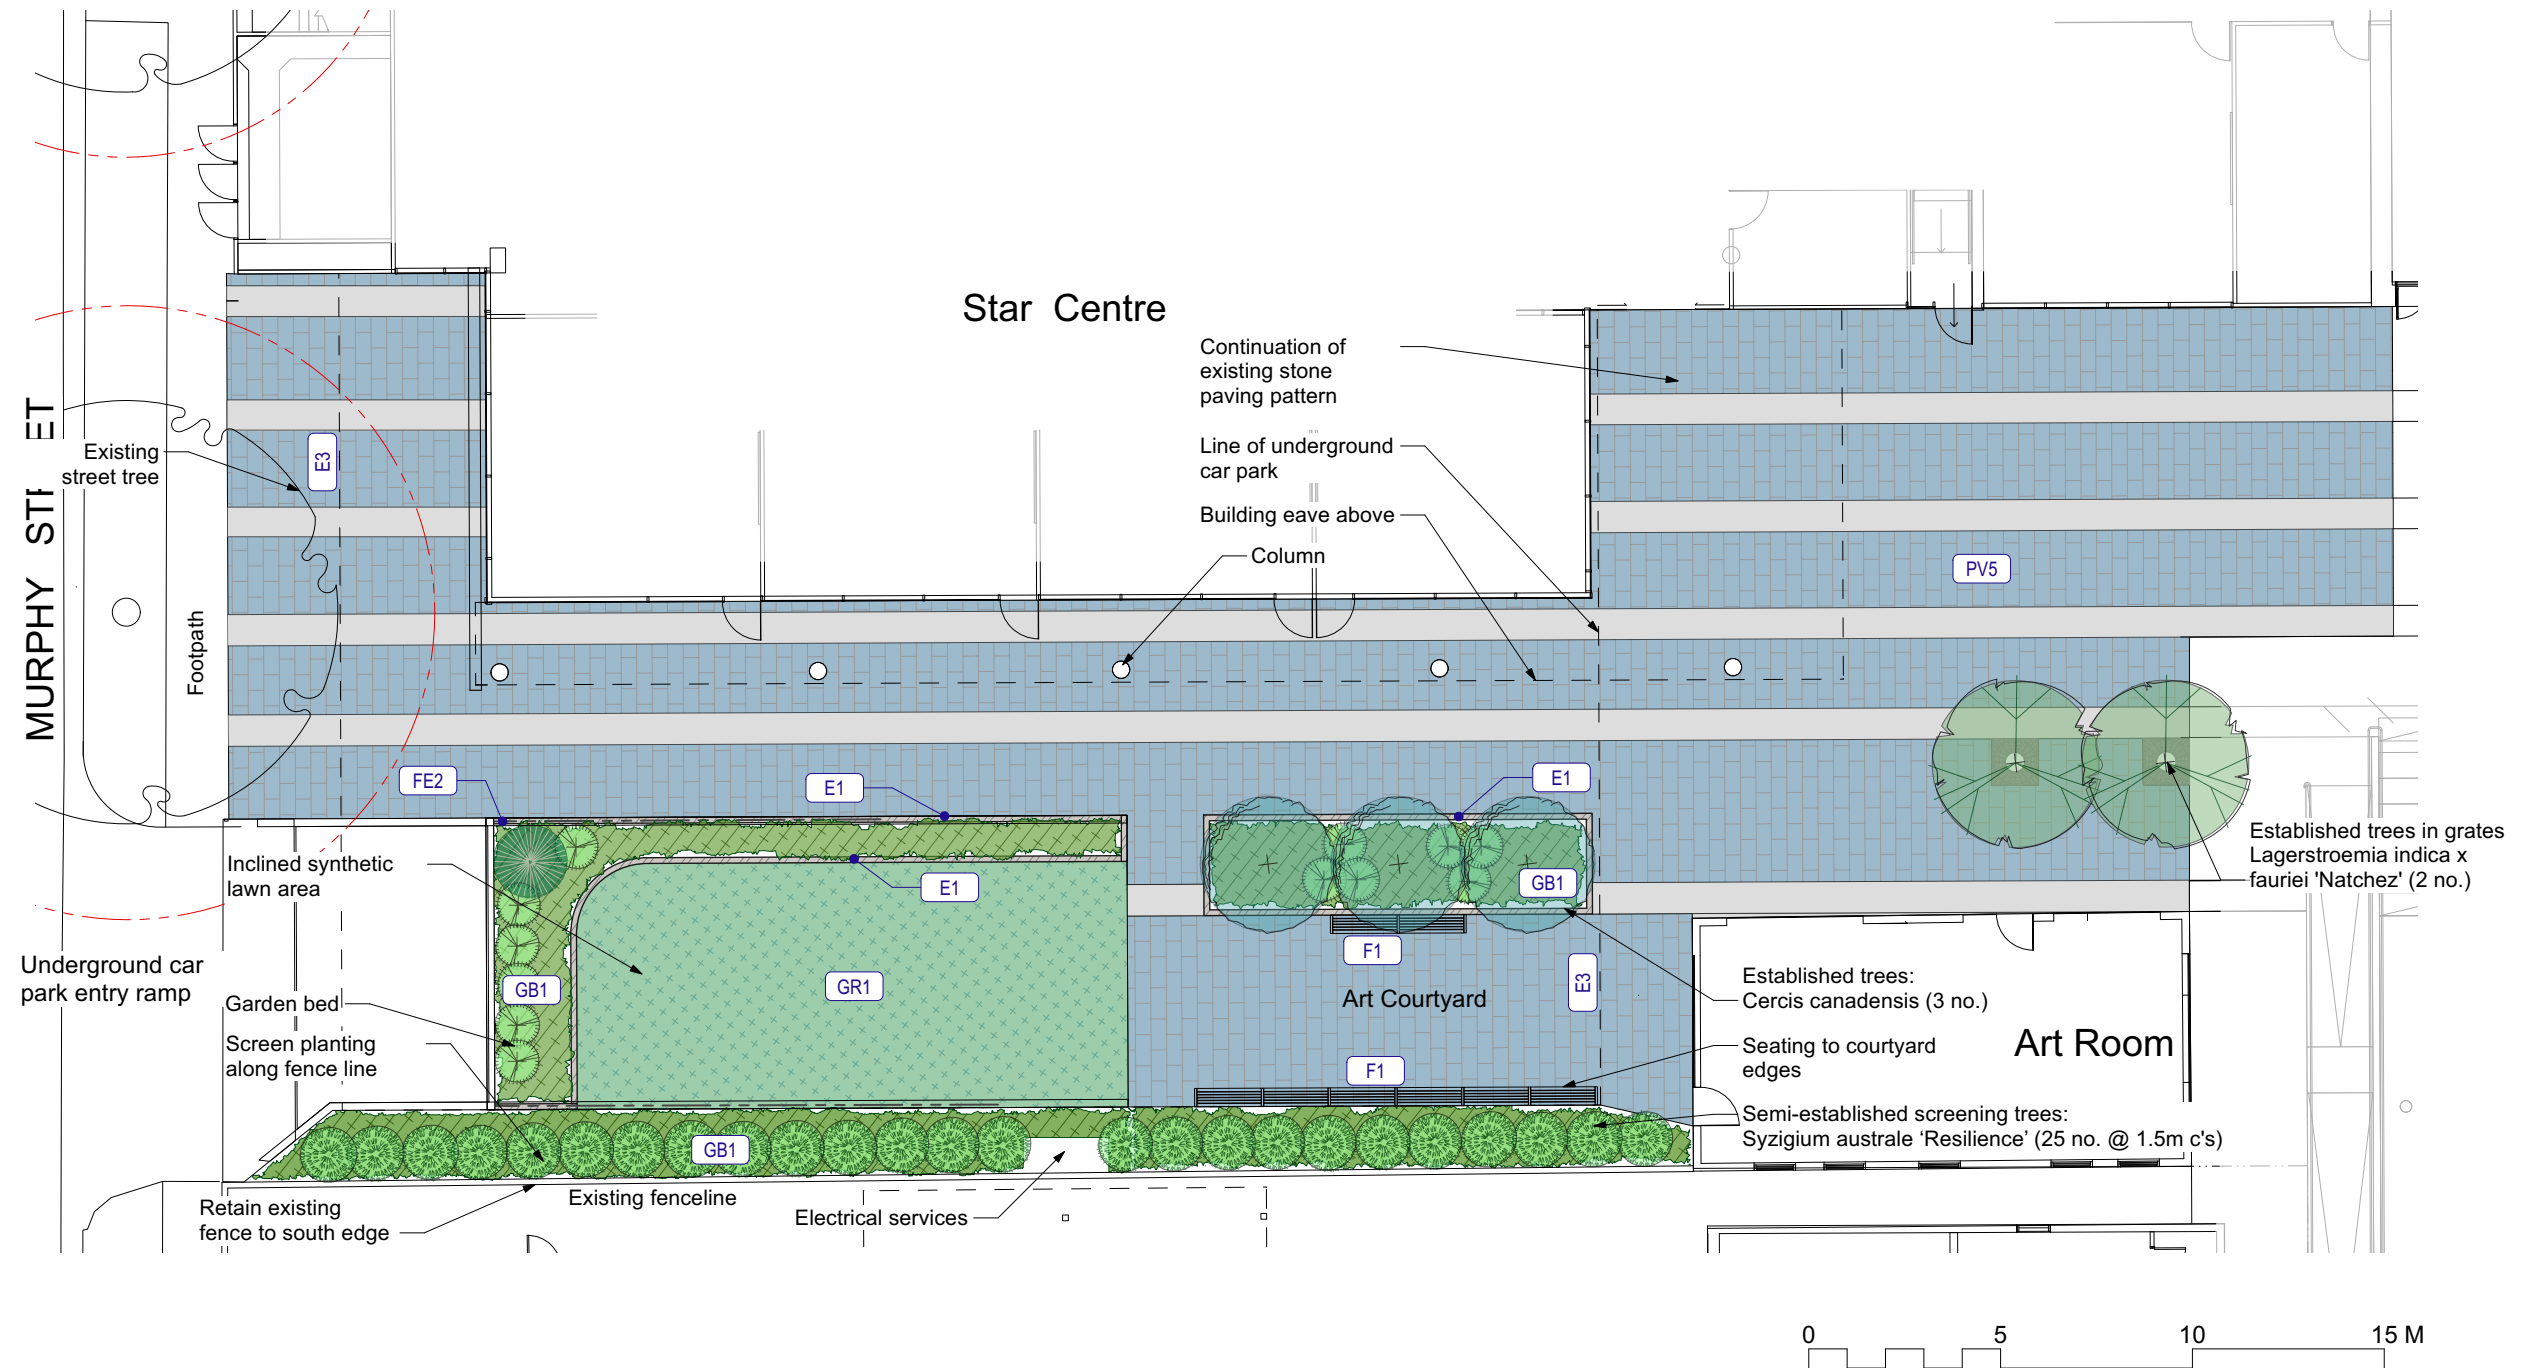 Star Centre
Continuation of
existing stone
paving pattern
Line of underground
car park
Building eave above
Column
MURPHY STREET
Existing
street tree
E3
Footpath
PV5
FE2
E1
E1
E1
Inclined synthetic
lawn area
GB1
GR1
GB1
F1
Art Courtyard
E3
F1
Established trees in grates
Lagerstroemia indica x
fauriei 'Natchez' (2 no.)
Underground car
park entry ramp
Garden bed
Screen planting
along fence line
GB1
Established trees:
Cercis canadensis (3 no.)
Seating to courtyard
edges
Art Room
Semi-established screening trees:
Syzigium australe ‘Resilience’ (25 no. @ 1.5m c's)
Retain existing
fence to south edge
Existing fenceline
Electrical services
0 5 10 15 M